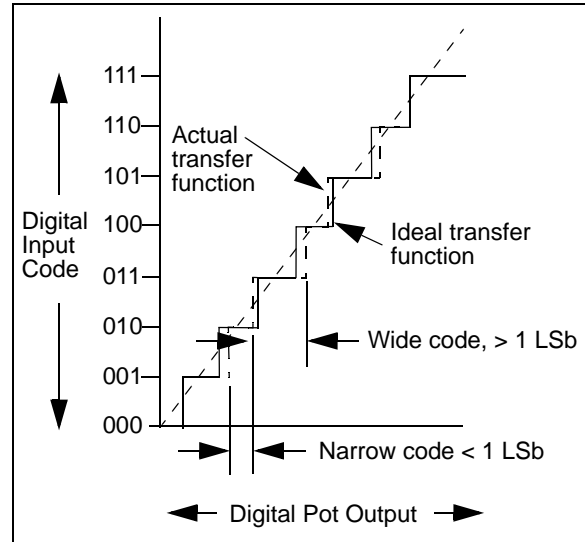 111
110
101
100
011
010
001
000
Digital
Input
Code
Actual
transfer
function
Ideal transfer
function
Wide code, > 1 LSb
Narrow code < 1 LSb
Digital Pot Output